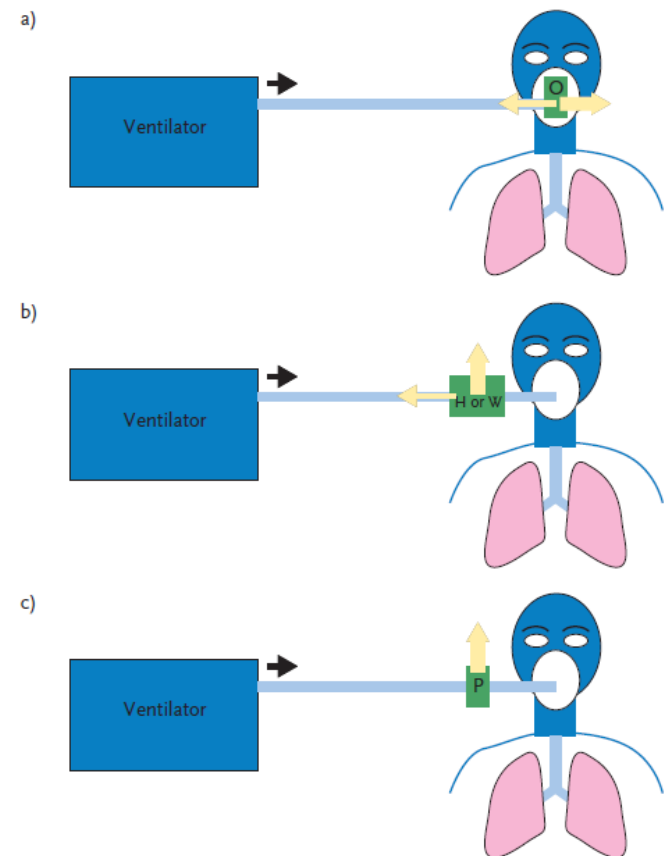 a)
Ventilator
O
b)
Ventilator
H or W
c)
Ventilator
P